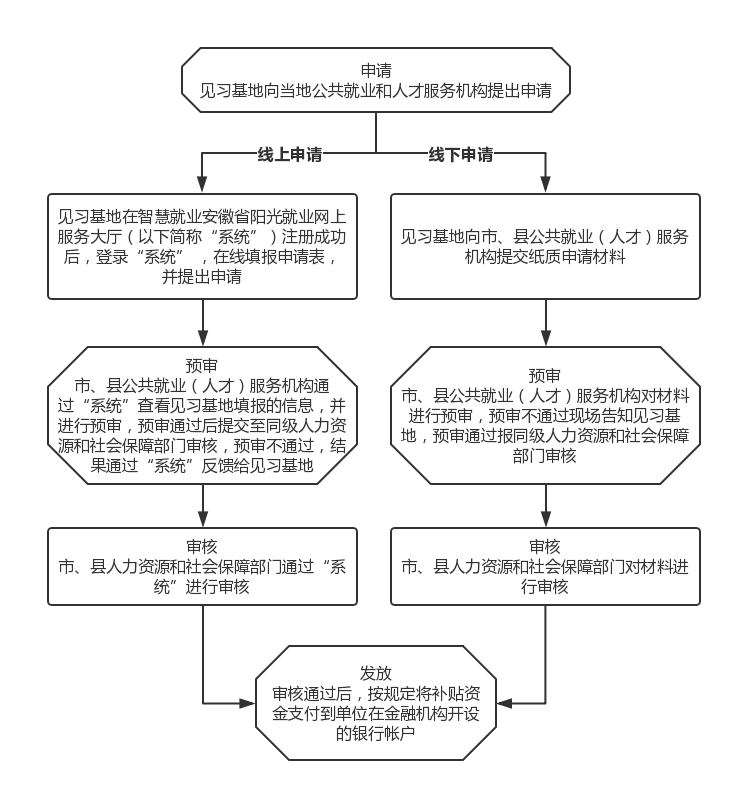 申请
见习基地向当地公共就业和人才服务机构提出申请
线上申请
线下申请
见习基地在智慧就业安徽省阳光就业网上
服务大厅（以下简称“系统”）注册成功
后，登录“系统”，在线填报申请表，
并提出申请
见习基地向市、县公共就业（人才）服务
机构提交纸质申请材料
预审
市、县公共就业（人才）服务机构通
过“系统”查看见习基地填报的信息，并
进行预审，预审通过后提交至同级人力资
源和社会保障部门审核，预审不通过，结
果通过“系统”反馈给见习基地
预审
市、县公共就业（人才）服务机构对材料
进行预审，预审不通过现场告知见习基
地，预审通过报同级人力资源和社会保障
部门审核
审核
市、县人力资源和社会保障部门通过“系
统”进行审核
审核
市、县人力资源和社会保障部门对材料进
行审核
发放
审核通过后，按规定将补贴资
金支付到单位在金融机构开设
的银行帐户